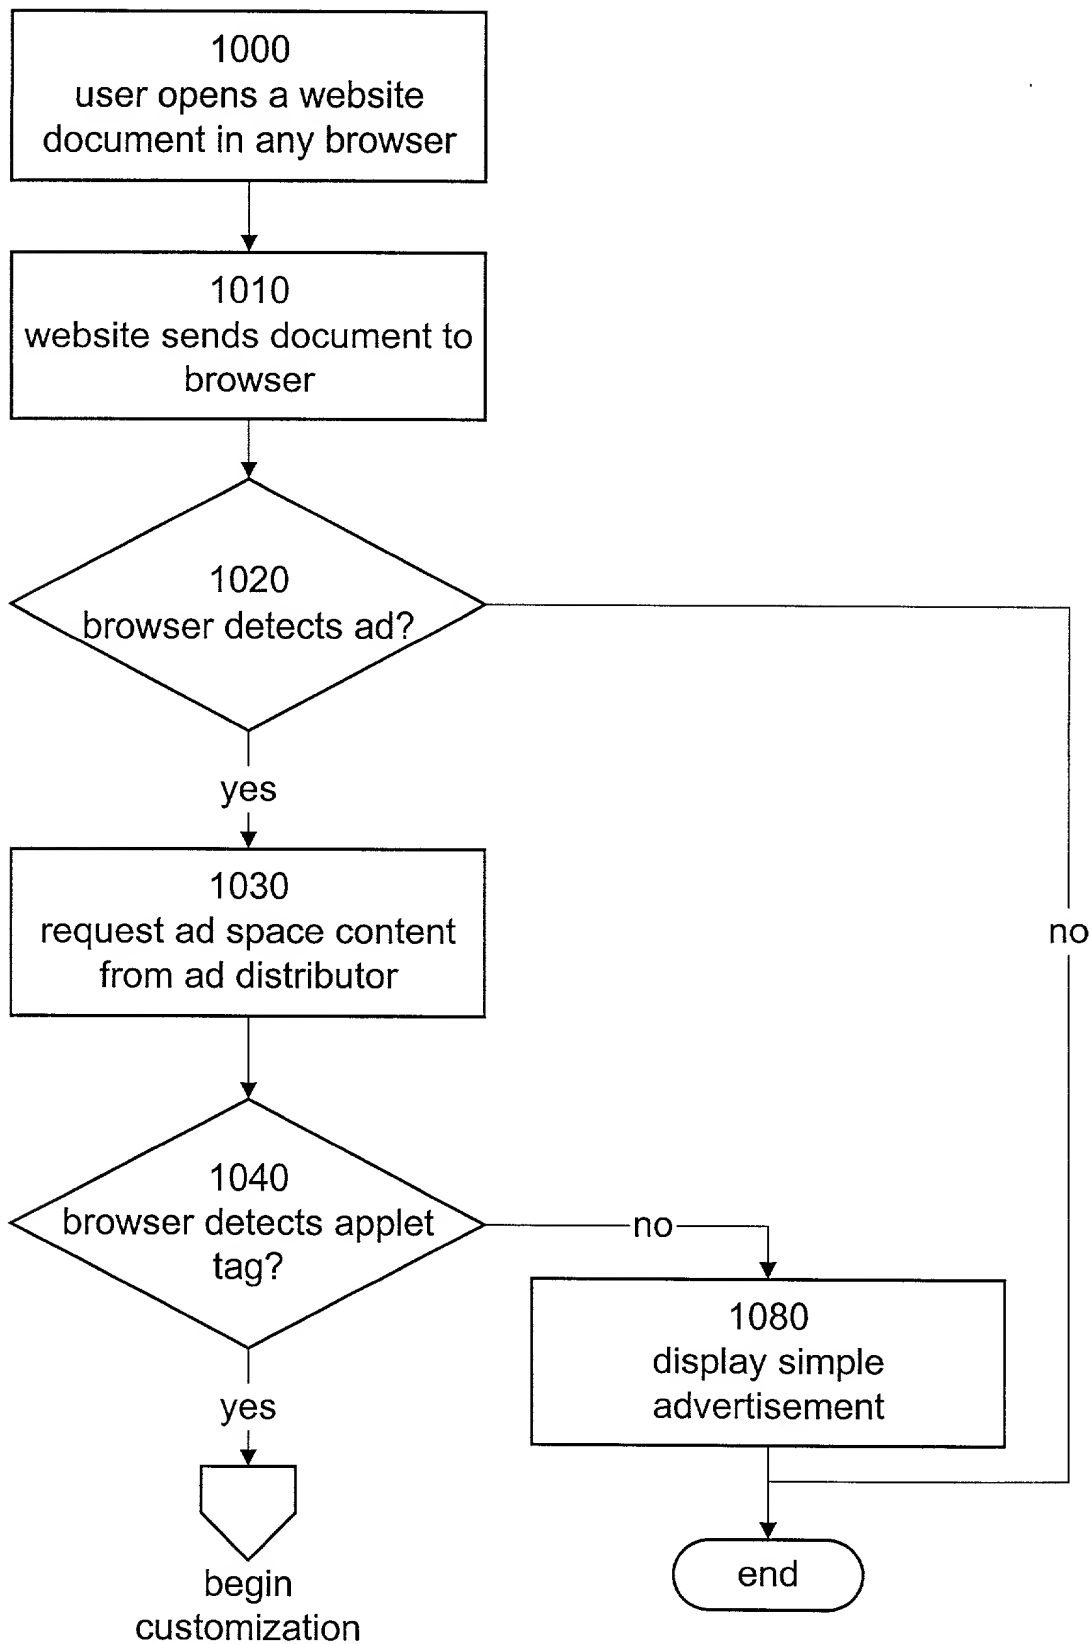 1000
user opens a website
document in any browser
1010
website sends document to
browser
1020
browser detects ad?
yes
1030
request ad space content
from ad distributor
no
1040
browser detects applet
tag?
no
1080
display simple
advertisement
yes
begin
customization
end